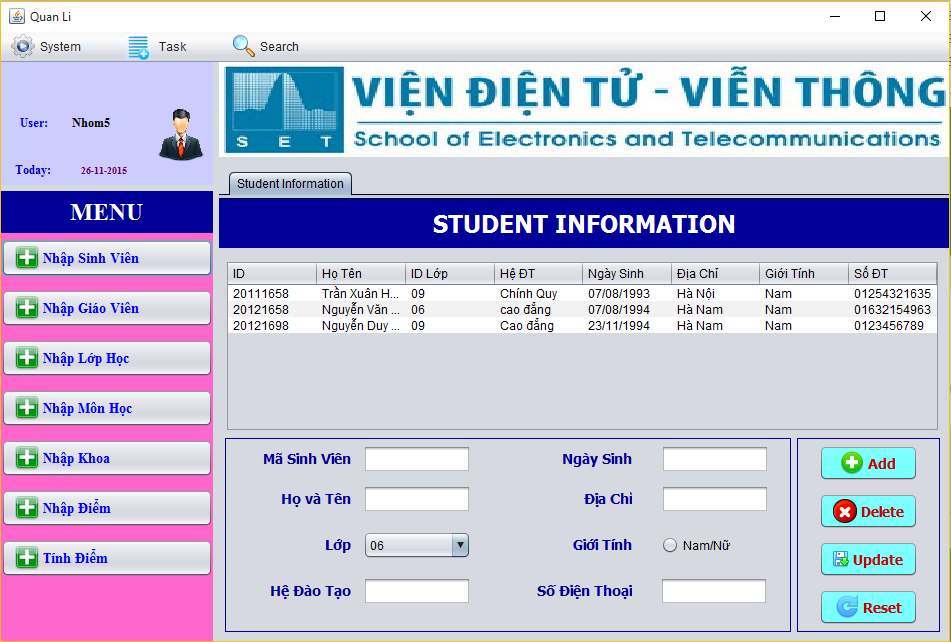 Quan Li
System Task Search
User: Nhom5
Today: 26-11-2015
VIỆN ĐIỆN TỬ - VIỄN THÔNG
S E T
School of Electronics and Telecommunications
MENU
Nhập Sinh Viên
Nhập Giáo Viên
Nhập Lớp Học
Nhập Môn Học
Nhập Khoa
Nhập Điểm
Tính Điểm
Student Information
STUDENT INFORMATION
ID Họ Tên ID Lớp Hệ ĐT Ngày Sinh Địa Chỉ Giới Tính Số ĐT
20111658 Trần Xuân H... 09 Chính Quy 07/08/1993 Hà Nội Nam 01254321635
20121658 Nguyễn Văn ... 06 cao đẳng 07/08/1994 Hà Nam Nam 01632154963
20121698 Nguyễn Duy ... 09 Cao đẳng 23/11/1994 Hà Nam Nam 0123456789
Mã Sinh Viên Ngày Sinh
Họ và Tên Địa Chỉ
Lớp 06 Giới Tính Nam/Nữ
Hệ Đào Tạo Số Điện Thoại
Add
Delete
Update
Reset